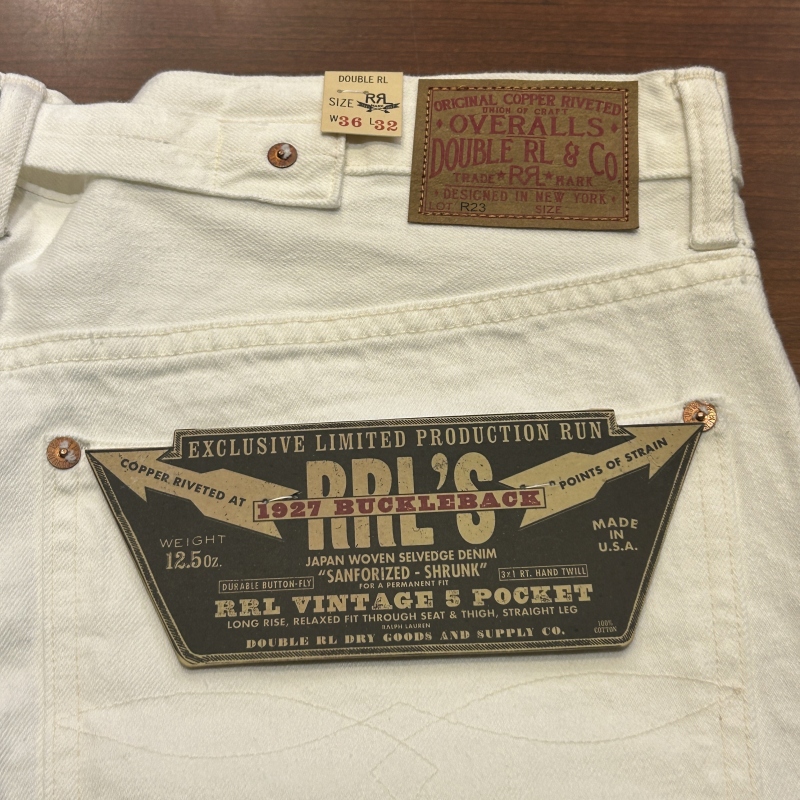 DOUBLE RL
SIZE RRL
W36 L32
ORIGINAL COPPER RIVETED
UNION OF CRAFT
OVERALLS
DOUBLE RL & Co.
TRADE ★ RRL ★ MARK
DESIGNED IN NEW YORK
LOT R23 SIZE
EXCLUSIVE LIMITED PRODUCTION RUN
COPPER RIVETED AT POINTS OF STRAIN
RRL'S
1927 BUCKLEBACK
WEIGHT
12.5 oz.
MADE
IN
U.S.A.
JAPAN WOVEN SELVEDGE DENIM
"SANFORIZED - SHRUNK"
FOR A PERMANENT FIT
DURABLE BUTTON-FLY
3x1 RT. HAND TWILL
RRL VINTAGE 5 POCKET
LONG RISE, RELAXED FIT THROUGH SEAT & THIGH, STRAIGHT LEG
RALPH LAUREN
DOUBLE RL DRY GOODS AND SUPPLY CO.
100%
COTTON